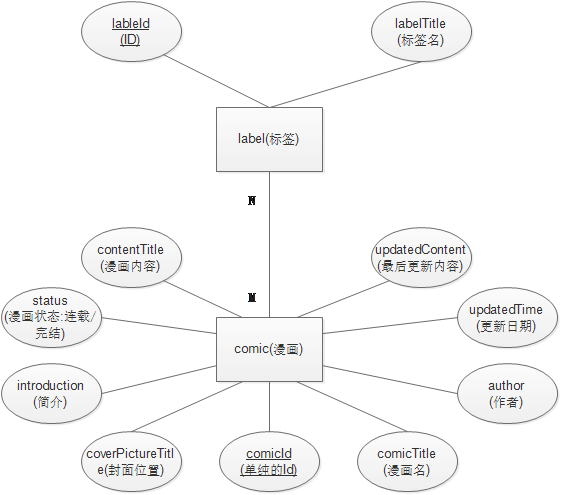 lableId
(ID)
labelTitle
(标签名)
label(标签)
N
contentTitle
(漫画内容)
updatedContent
(最后更新内容)
status
(漫画状态:连载/
完结)
updatedTime
(更新日期)
comic(漫画)
introduction
(简介)
author
(作者)
coverPictureTitl
e(封面位置)
comicId
(单纯的Id)
comicTitle
(漫画名)